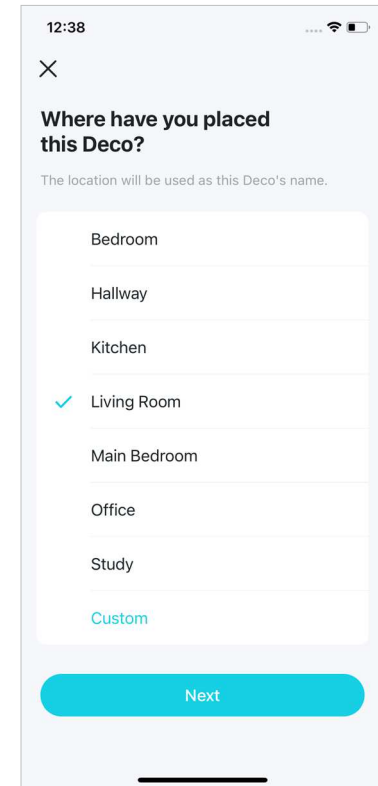 12:38
Where have you placed
this Deco?
The location will be used as this Deco's name.
Bedroom
Hallway
Kitchen
Living Room
Main Bedroom
Office
Study
Custom
Next